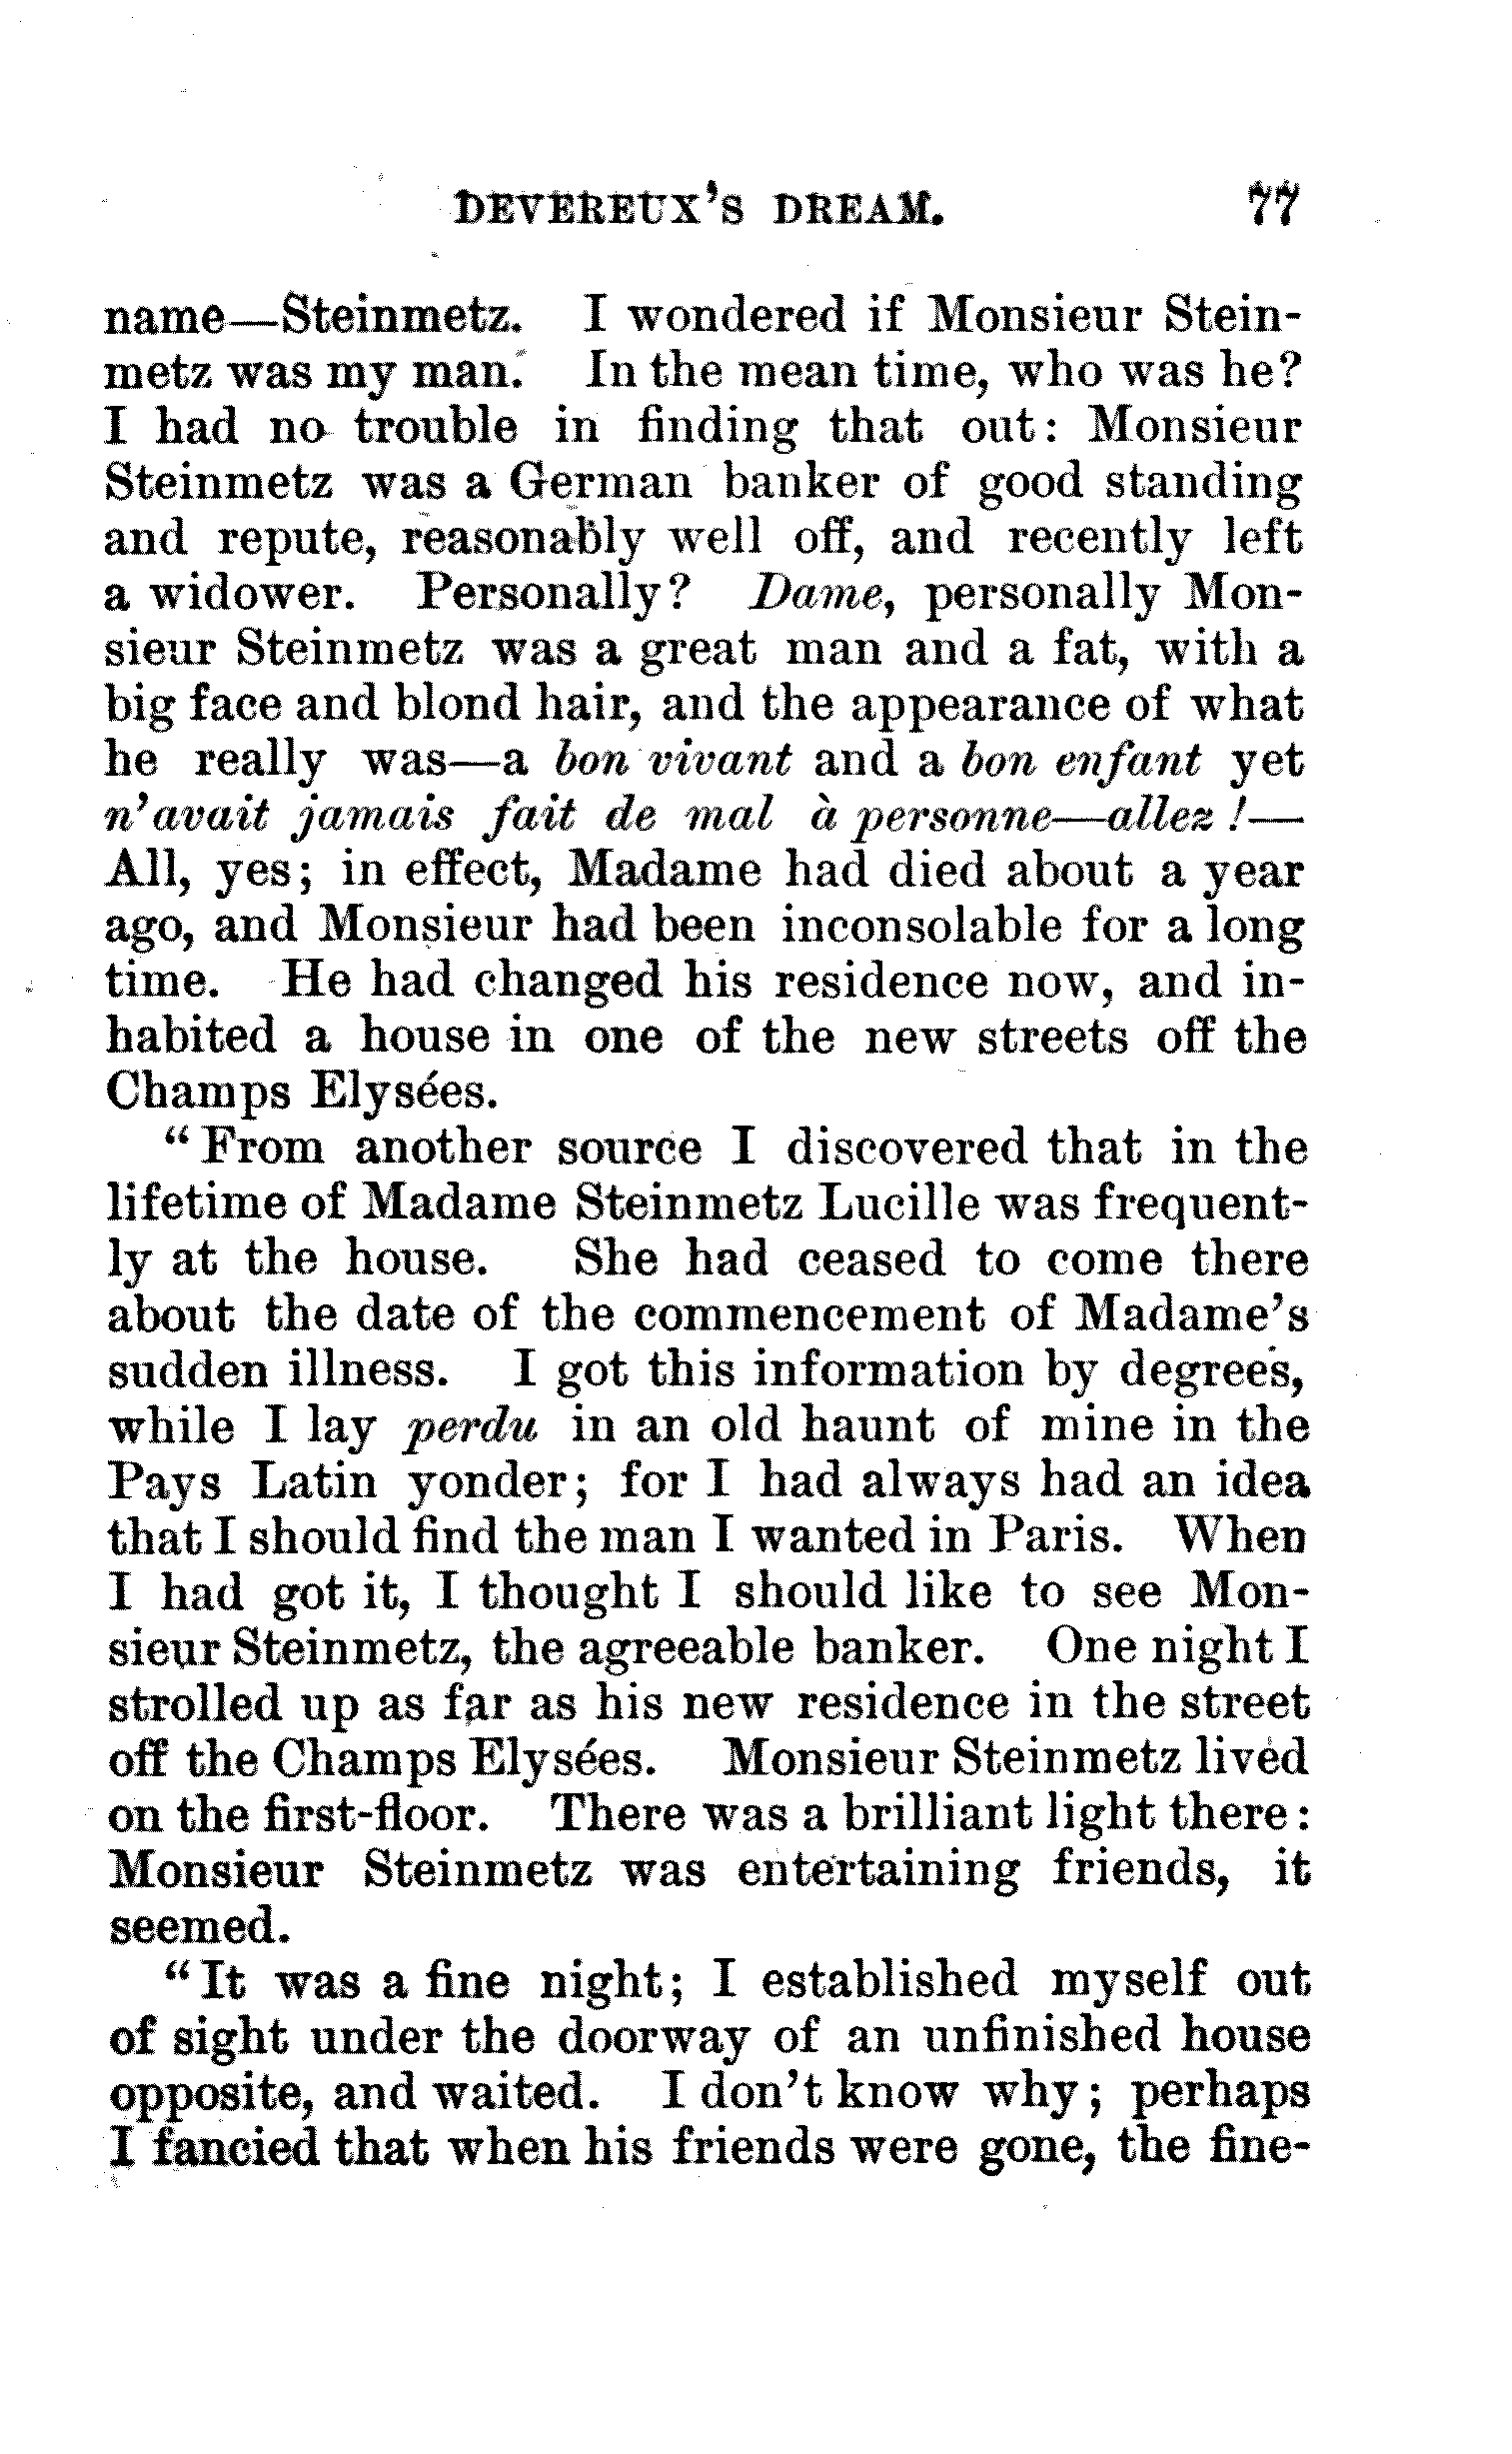 DEVEREUX'S DREAM. 77
name—Steinmetz. I wondered if Monsieur Stein-
metz was my man. In the mean time, who was he?
I had no trouble in finding that out: Monsieur
Steinmetz was a German banker of good standing
and repute, reasonably well off, and recently left
a widower. Personally? Dame, personally Mon-
sieur Steinmetz was a great man and a fat, with a
big face and blond hair, and the appearance of what
he really was—a bon vivant and a bon enfant yet
n'avait jamais fait de mal à personne—allez !—
All, yes; in effect, Madame had died about a year
ago, and Monsieur had been inconsolable for a long
time. He had changed his residence now, and in-
habited a house in one of the new streets off the
Champs Elysées.
"From another source I discovered that in the
lifetime of Madame Steinmetz Lucille was frequent-
ly at the house. She had ceased to come there
about the date of the commencement of Madame's
sudden illness. I got this information by degrees,
while I lay perdu in an old haunt of mine in the
Pays Latin yonder; for I had always had an idea
that I should find the man I wanted in Paris. When
I had got it, I thought I should like to see Mon-
sieur Steinmetz, the agreeable banker. One night I
strolled up as far as his new residence in the street
off the Champs Elysées. Monsieur Steinmetz lived
on the first-floor. There was a brilliant light there:
Monsieur Steinmetz was entertaining friends, it
seemed.
"It was a fine night; I established myself out
of sight under the doorway of an unfinished house
opposite, and waited. I don't know why; perhaps
I fancied that when his friends were gone, the fine-